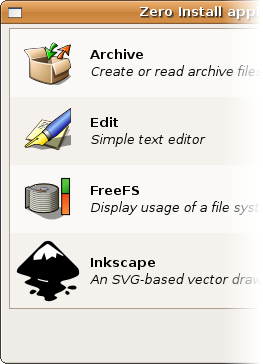 Zero Install
Archive
Create or read archive files
Edit
Simple text editor
FreeFS
Display usage of a file
Inkscape
An SVG-based vector